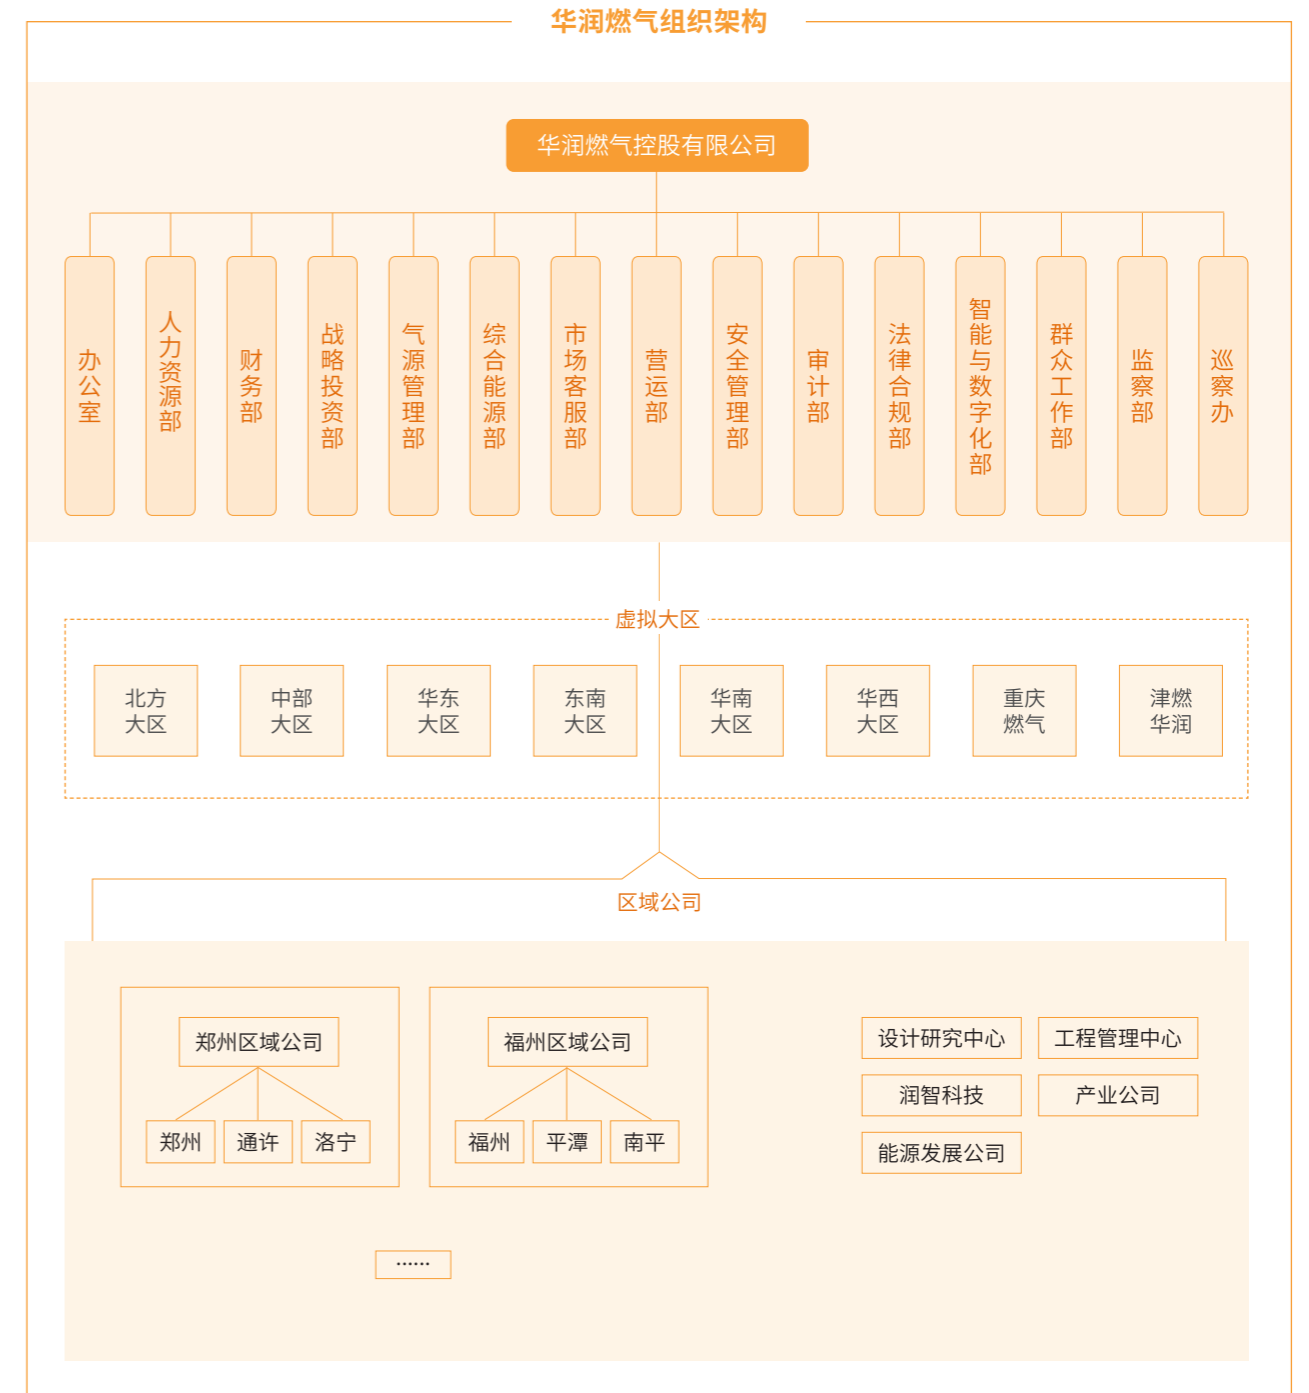 华润燃气组织架构
华润燃气控股有限公司
办公室
人力资源部
财务部
战略投资部
气源管理部
综合能源部
市场客服部
营运部
安全管理部
审计部
法律合规部
智能与数字化部
群众工作部
监察部
巡察办
虚拟大区
北方
大区
中部
大区
华东
大区
东南
大区
华南
大区
华西
大区
重庆
燃气
津燃
华润
区域公司
郑州区域公司
郑州
通许
洛宁
福州区域公司
福州
平潭
南平
设计研究中心
工程管理中心
润智科技
产业公司
能源发展公司
······